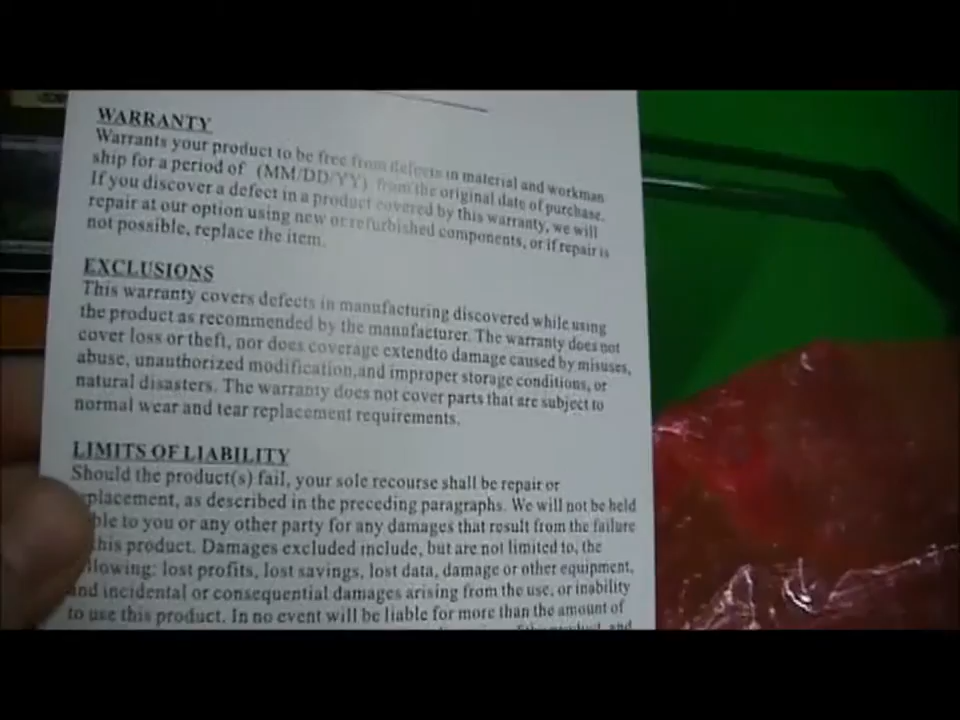 WARRANTY
Warrants your product to be free from defects in material and workman
ship for a period of (MM/DD/YY) from the original date of purchase.
If you discover a defect in a product covered by this warranty, we will
repair at our option using new or refurbished components, or if repair is
not possible, replace the item.
EXCLUSIONS
This warranty covers defects in manufacturing discovered while using
the product as recommended by the manufacturer. The warranty does not
cover loss or theft, nor does coverage extendto damage caused by misuses,
abuse, unauthorized modification,and improper storage conditions, or
natural disasters. The warranty does not cover parts that are subject to
normal wear and tear replacement requirements.
LIMITS OF LIABILITY
Should the product(s) fail, your sole recourse shall be repair or
placement, as described in the preceding paragraphs. We will not be held
ble to you or any other party for any damages that result from the failure
this product. Damages excluded include, but are not limited to, the
llowing: lost profits, lost savings, lost data, damage or other equipment,
and incidental or consequential damages arising from the use, or inability
to use this product. In no event will be liable for more than the amount of